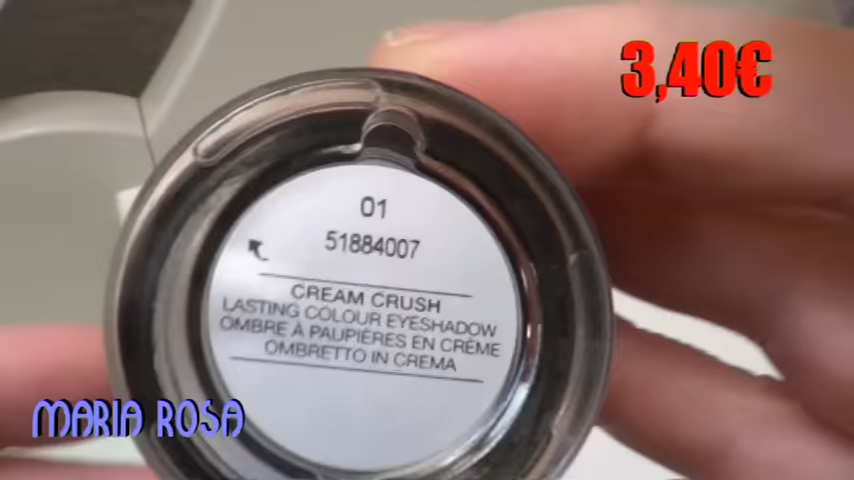 3,40€
01
51884007
CREAM CRUSH
LASTING COLOUR EYESHADOW
OMBRE À PAUPIÈRES EN CRÈME
OMBRETTO IN CREMA
MARIA ROSA